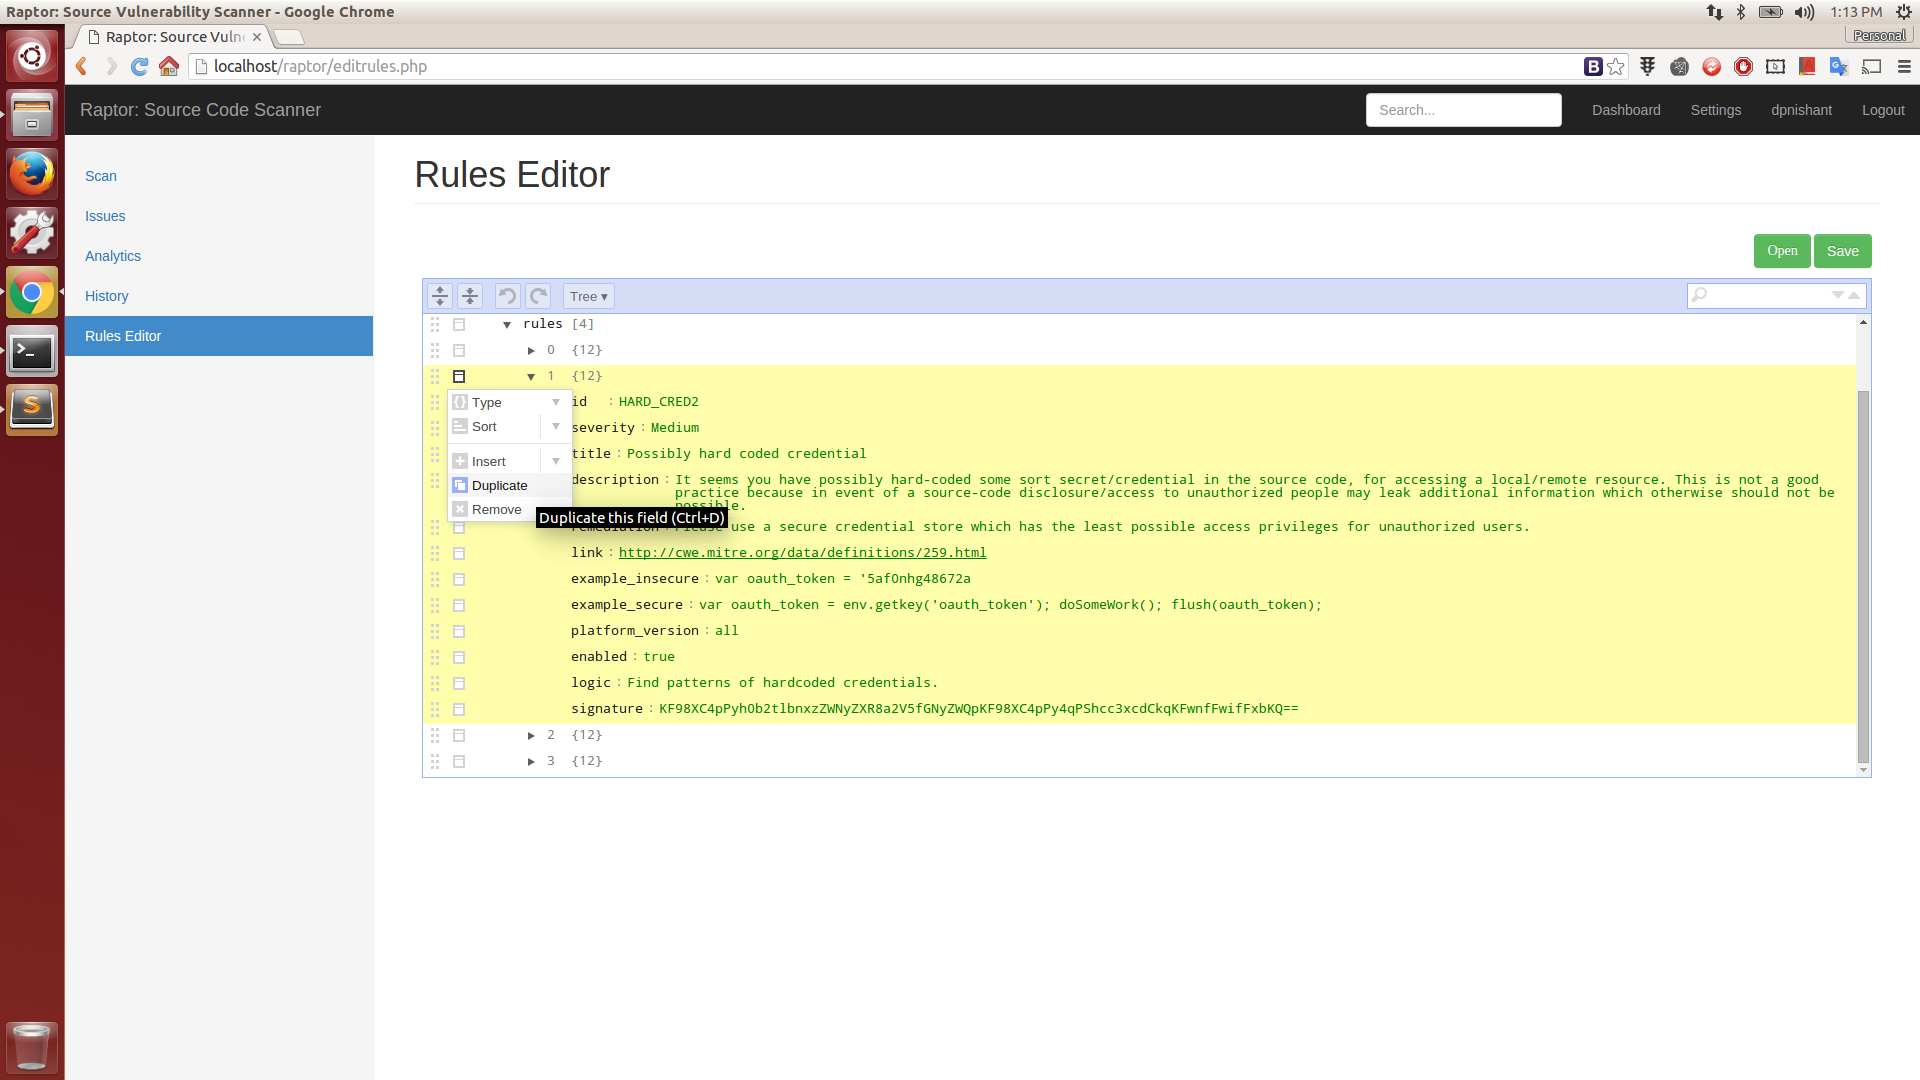 Raptor: Source Vulnerability Scanner - Google Chrome
1:13 PM
Raptor: Source Vuln
Personal
localhost/raptor/editrules.php
Raptor: Source Code Scanner
Search...
Dashboard
Settings
dpnishant
Logout
Scan
Issues
Analytics
History
Rules Editor
Rules Editor
Open
Save
Tree ▾
rules [4]
0 {12}
1 {12}
Type
Sort
Insert
Duplicate
Remove
Duplicate this field (Ctrl+D)
id : HARD_CRED2
severity : Medium
title : Possibly hard coded credential
description : It seems you have possibly hard-coded some sort secret/credential in the source code, for accessing a local/remote resource. This is not a good
practice because in event of a source-code disclosure/access to unauthorized people may leak additional information which otherwise should not be
possible.
remediation : Please use a secure credential store which has the least possible access privileges for unauthorized users.
link : http://cwe.mitre.org/data/definitions/259.html
example_insecure : var oauth_token = '5af0nhg48672a
example_secure : var oauth_token = env.getkey('oauth_token'); doSomeWork(); flush(oauth_token);
platform_version : all
enabled : true
logic : Find patterns of hardcoded credentials.
signature : KF98XC4pPyh0b2tlbnxzZWNyZXR8a2V5fGNyZWQpKF98XC4pPy4qPShcc3xcdCkqKFwnfFwifFxbKQ==
2 {12}
3 {12}